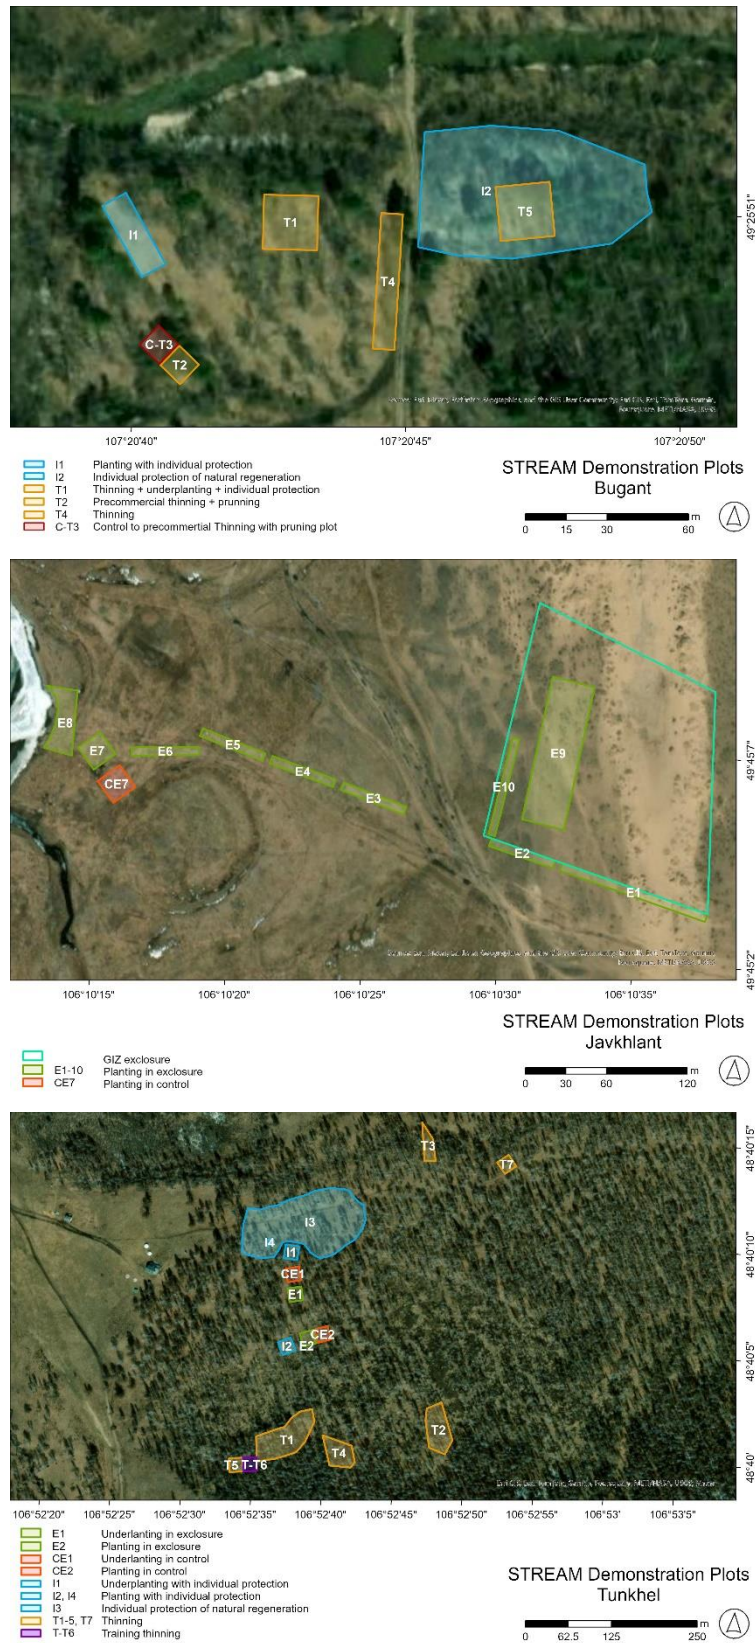 I1
T1
I2
T5
T4
C-T3
T2
49°25'51"
107°20'40"
107°20'45"
107°20'50"
I1 Planting with individual protection
I2 Individual protection of natural regeneration
T1 Thinning + underplanting + individual protection
T2 Precommercial thinning + prunning
T4 Thinning
C-T3 Control to precommertial Thinning with pruning plot
STREAM Demonstration Plots
Bugant
m
0 15 30 60
E8
E7
E6
E5
CE7
E4
E3
E9
E10
E2
E1
49°45'7"
49°45'2"
106°10'15"
106°10'20"
106°10'25"
106°10'30"
106°10'35"
GIZ exclosure
E1-10 Planting in exclosure
CE7 Planting in control
STREAM Demonstration Plots
Javkhlant
m
0 30 60 120
T3
T7
I3
I4
I1
CE1
E1
CE2
I2
E2
T1
T4
T2
T5
T-T6
48°40'15"
48°40'10"
48°40'5"
48°40'
106°52'20"
106°52'25"
106°52'30"
106°52'35"
106°52'40"
106°52'45"
106°52'50"
106°52'55"
106°53'
106°53'5"
E1 Underlanting in exclosure
E2 Planting in exclosure
CE1 Underlanting in control
CE2 Planting in control
I1 Underplanting with individual protection
I2, I4 Planting with individual protection
I3 Individual protection of natural regeneration
T1-5, T7 Thinning
T-T6 Training thinning
STREAM Demonstration Plots
Tunkhel
m
0 62.5 125 250